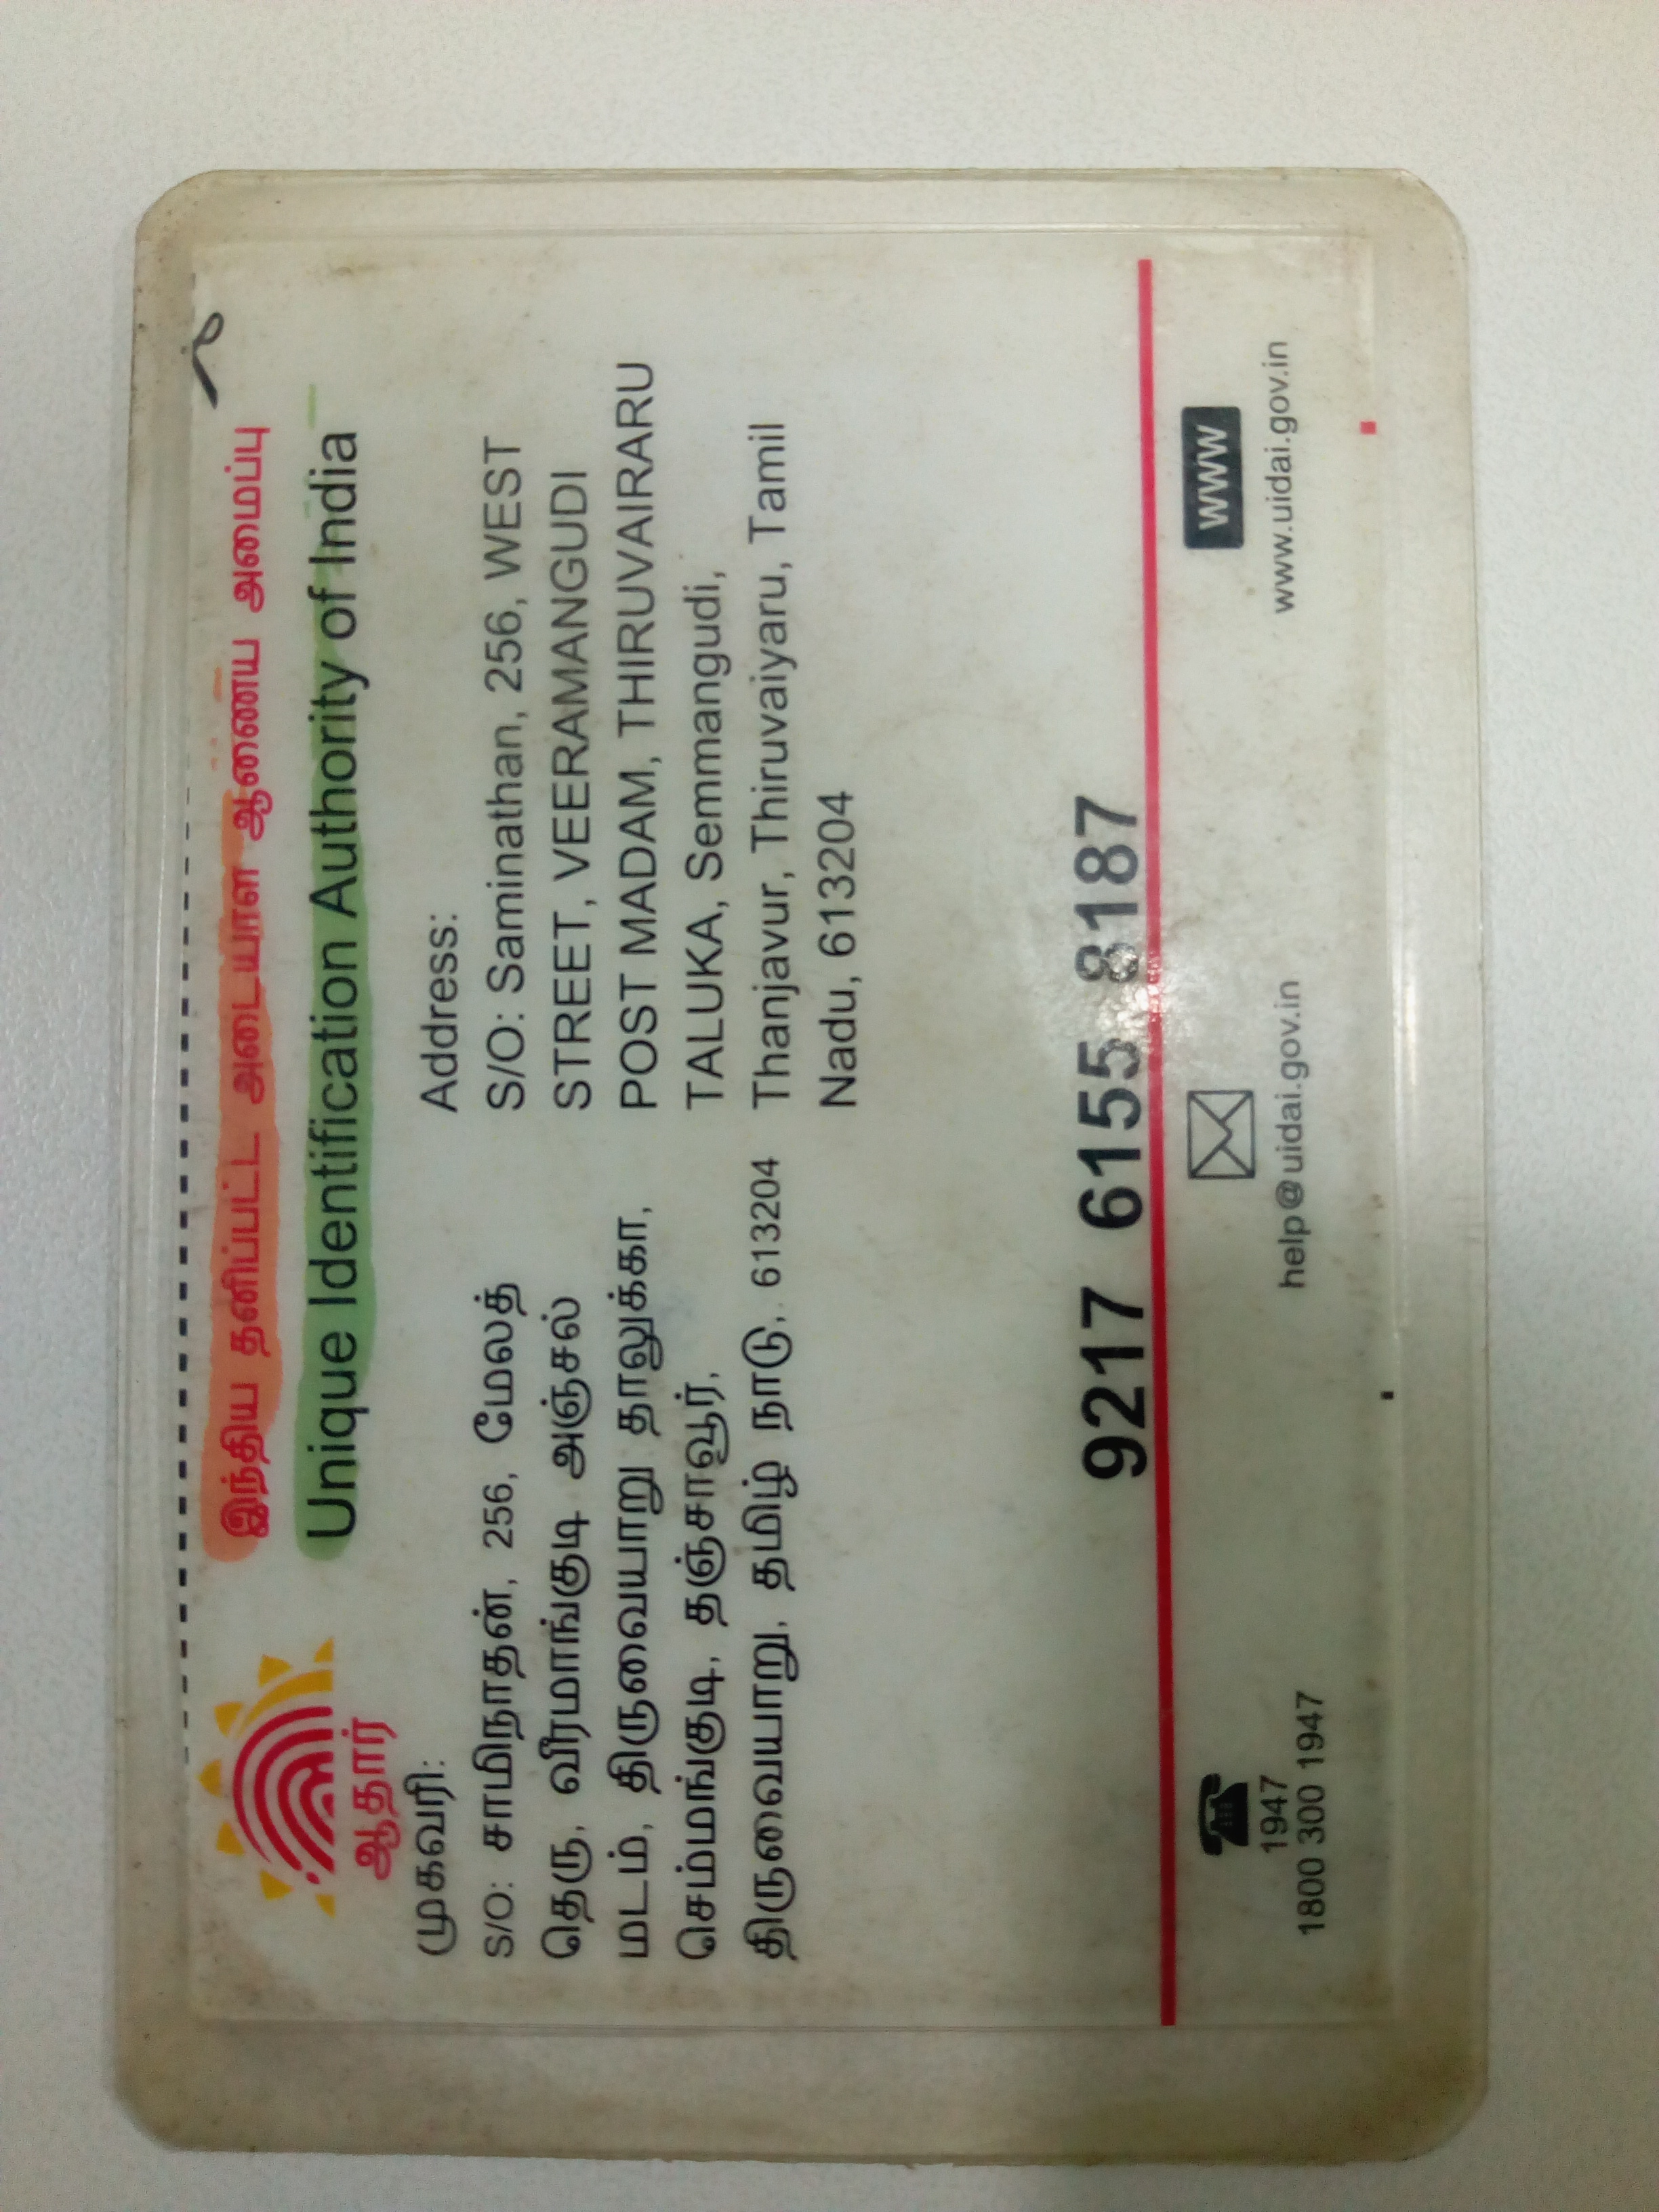 இந்திய தனிப்பட்ட அடையாள ஆணைய அமைப்பு
Unique Identification Authority of India
ஆதார்
முகவரி:
S/O: சாமிநாதன், 256, மேலத்
தெரு, வீரமாங்குடி அஞ்சல்
மடம், திருவையாறு தாலுக்கா,
செம்மங்குடி, தஞ்சாவூர்,
திருவையாறு, தமிழ் நாடு, 613204
Address:
S/O: Saminathan, 256, WEST
STREET, VEERAMANGUDI
POST MADAM, THIRUVAIRARU
TALUKA, Semmangudi,
Thanjavur, Thiruvaiyaru, Tamil
Nadu, 613204
9217 6155 8187
1947
1800 300 1947
help@uidai.gov.in
WWW
www.uidai.gov.in